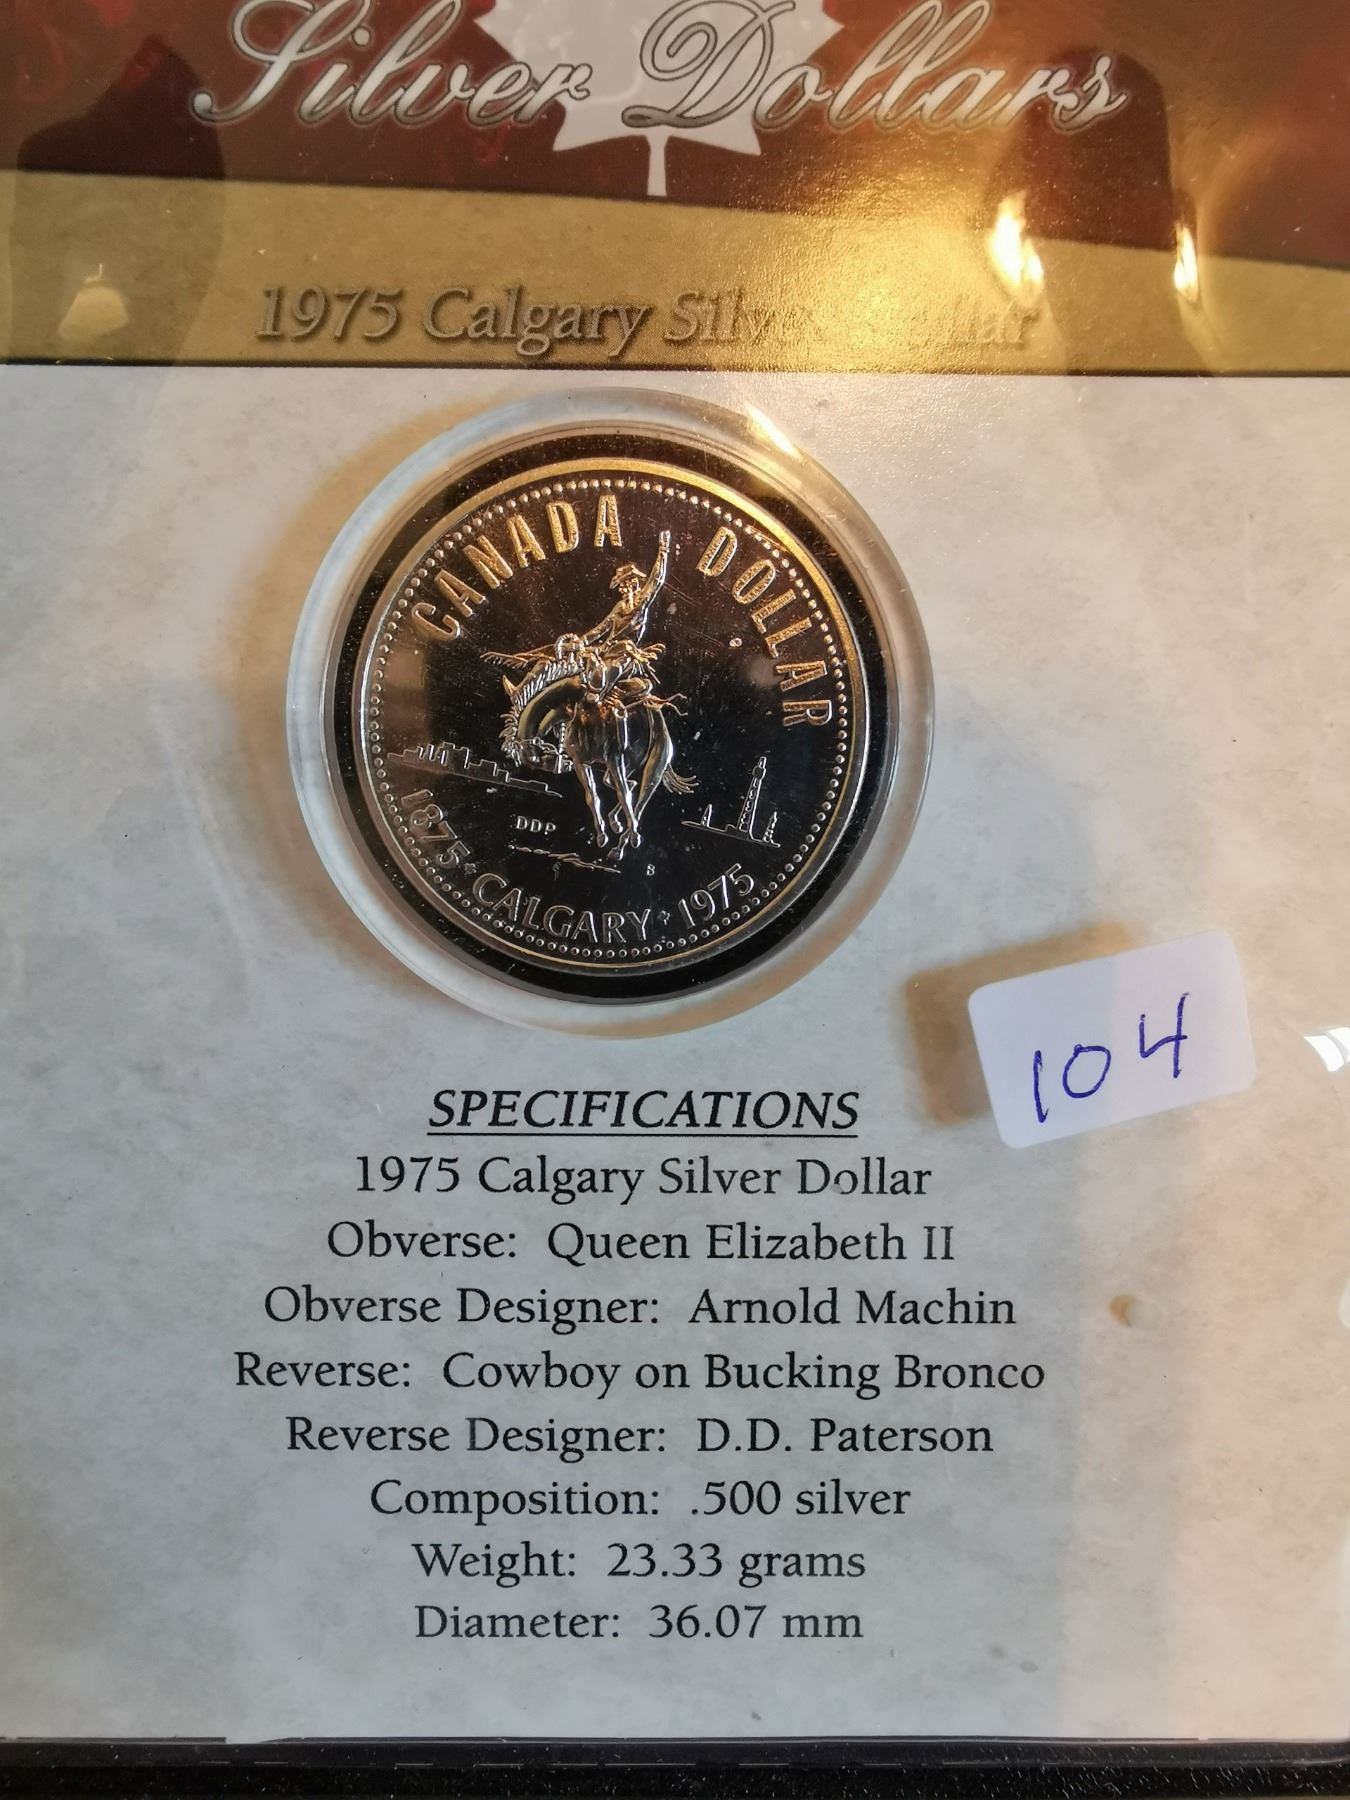 Silver Dollars
1975 Calgary Silver Dollar
CANADA DOLLAR
DDP
1875 CALGARY 1975
104
SPECIFICATIONS
1975 Calgary Silver Dollar
Obverse: Queen Elizabeth II
Obverse Designer: Arnold Machin
Reverse: Cowboy on Bucking Bronco
Reverse Designer: D.D. Paterson
Composition: .500 silver
Weight: 23.33 grams
Diameter: 36.07 mm